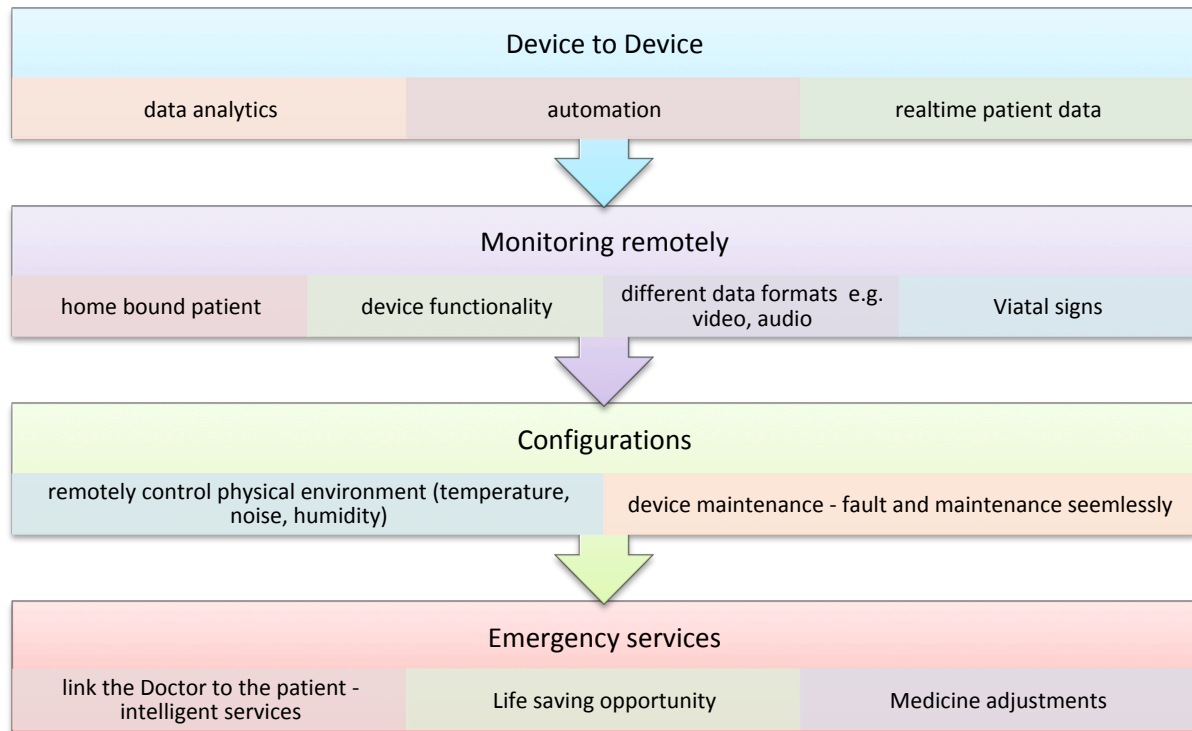 Device to Device
data analytics
automation
realtime patient data
Monitoring remotely
home bound patient
device functionality
different data formats e.g.
video, audio
Viatal signs
Configurations
remotely control physical environment (temperature,
noise, humidity)
device maintenance - fault and maintenance seemlessly
Emergency services
link the Doctor to the patient -
intelligent services
Life saving opportunity
Medicine adjustments